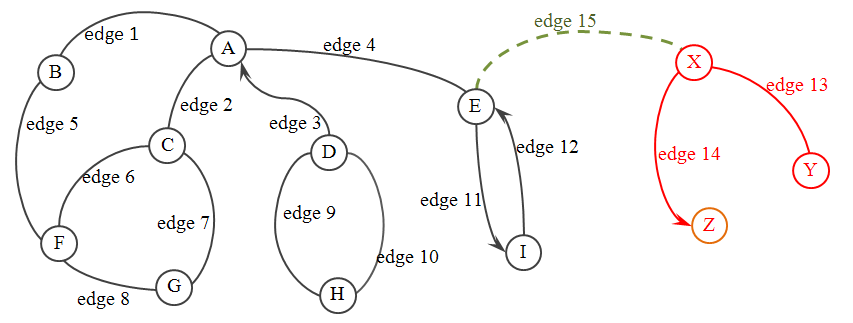 edge 15
edge 1
A
edge 4
X
B
edge 13
edge 2
E
edge 5
edge 3
C
D
edge 12
edge 14
edge 6
Y
edge 11
edge 9
edge 7
Z
F
I
edge 10
G
H
edge 8